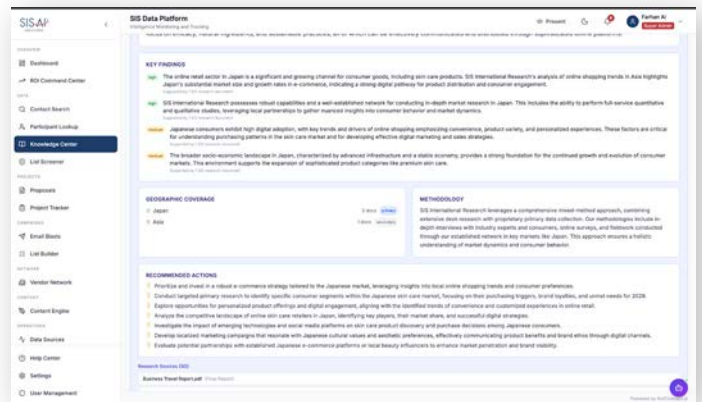 SIS AI
SIS Data Platform
Intelligence Monitoring and Tracking
Present
Farhan Al
Super Admin
OVERVIEW
Dashboard
ROI Command Center
DATA
Contact Search
Participant Lookup
Knowledge Center
List Screener
PROJECTS
Proposals
Project Tracker
CAMPAIGNS
Email Blasts
List Builder
NETWORK
Vendor Network
CONTENT
Content Engine
OPERATIONS
Data Sources
Help Center
Settings
User Management
KEY FINDINGS
The online retail sector in Japan is a significant and growing channel for consumer goods, including skin care products. SIS International Research's analysis of online shopping trends in Asia highlights
Japan's substantial market size and growth rates in e-commerce, indicating a strong digital pathway for product distribution and consumer engagement.
SIS International Research possesses robust capabilities and a well-established network for conducting in-depth market research in Japan. This includes the ability to perform full-service quantitative
and qualitative studies, leveraging local partnerships to gather nuanced insights into consumer behavior and market dynamics.
Japanese consumers exhibit high digital adoption, with key trends and drivers of online shopping emphasizing convenience, product variety, and personalized experiences. These factors are critical
for understanding purchasing patterns in the skin care market and for developing effective digital marketing and sales strategies.
The broader socio-economic landscape in Japan, characterized by advanced infrastructure and a stable economy, provides a strong foundation for the continued growth and evolution of consumer
markets. This environment supports the expansion of sophisticated product categories like premium skin care.
GEOGRAPHIC COVERAGE
Japan
primary
Asia
secondary
METHODOLOGY
SIS International Research leverages a comprehensive mixed-method approach, combining
extensive desk research with proprietary primary data collection. Our methodologies include in-
depth interviews with industry experts and consumers, online surveys, and fieldwork conducted
through our established network in key markets like Japan. This approach ensures a holistic
understanding of market dynamics and consumer behavior.
RECOMMENDED ACTIONS
Prioritize and invest in a robust e-commerce strategy tailored to the Japanese market, leveraging insights into local online shopping trends and consumer preferences.
Conduct targeted primary research to identify specific consumer segments within the Japanese skin care market, focusing on their purchasing triggers, brand loyalties, and unmet needs for 2028.
Explore opportunities for personalized product offerings and digital engagement, aligning with the identified trends of convenience and customized experiences in online retail.
Analyze the competitive landscape of online skin care retailers in Japan, identifying key players, their market share, and successful digital strategies.
Investigate the impact of emerging technologies and social media platforms on skin care product discovery and purchase decisions among Japanese consumers.
Develop localized marketing campaigns that resonate with Japanese cultural values and aesthetic preferences, effectively communicating product benefits and brand ethos through digital channels.
Evaluate potential partnerships with established Japanese e-commerce platforms or local beauty influencers to enhance market penetration and brand visibility.
Research Sources
Business Travel Report.pdf